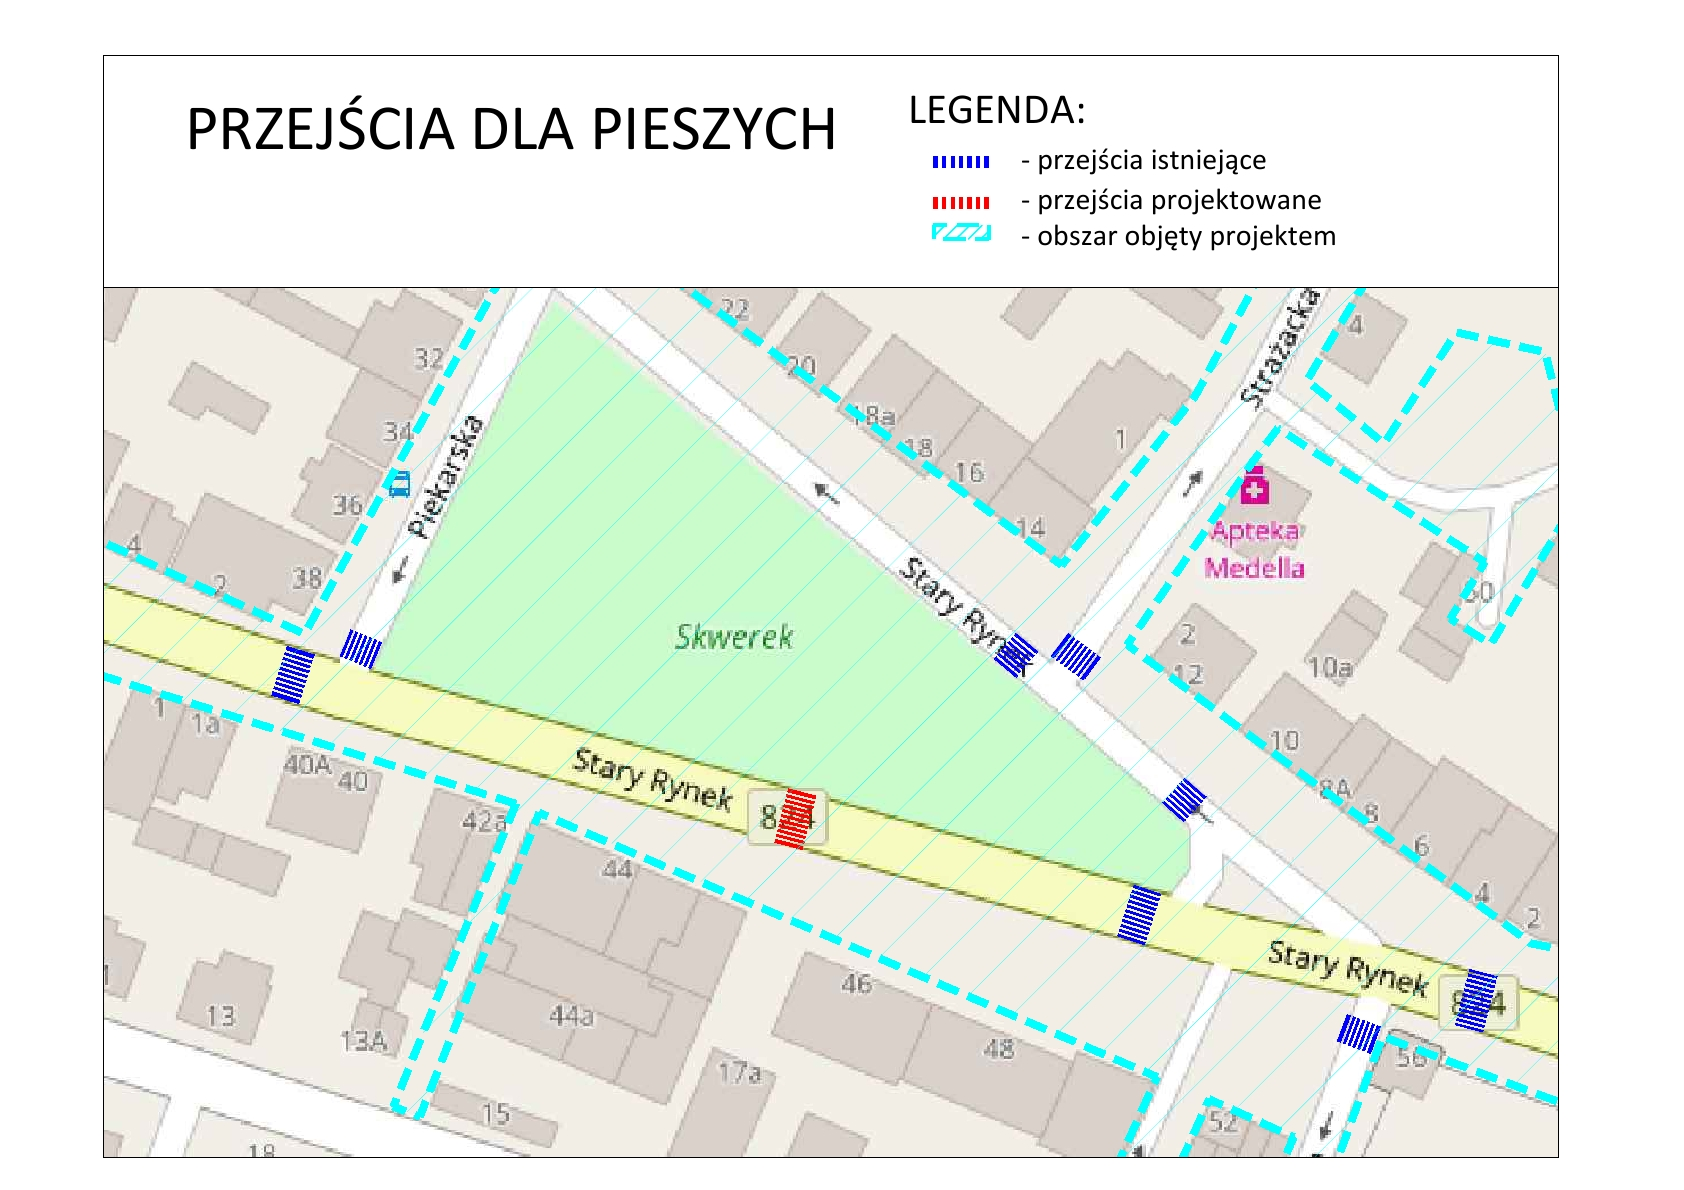 PRZEJŚCIA DLA PIESZYCH
LEGENDA:
- przejścia istniejące
- przejścia projektowane
- obszar objęty projektem
22
4
Strażacka
32
20
34
18a
18
1
16
Piekarska
36
14
Apteka
Medella
4
2
38
Stary Rynek
Skwerek
2
12
10a
1
1a
40A
40
Stary Rynek
10
8A
8
42a
6
44
4
2
Stary Rynek
46
13
13A
44a
48
56
17a
15
52
18